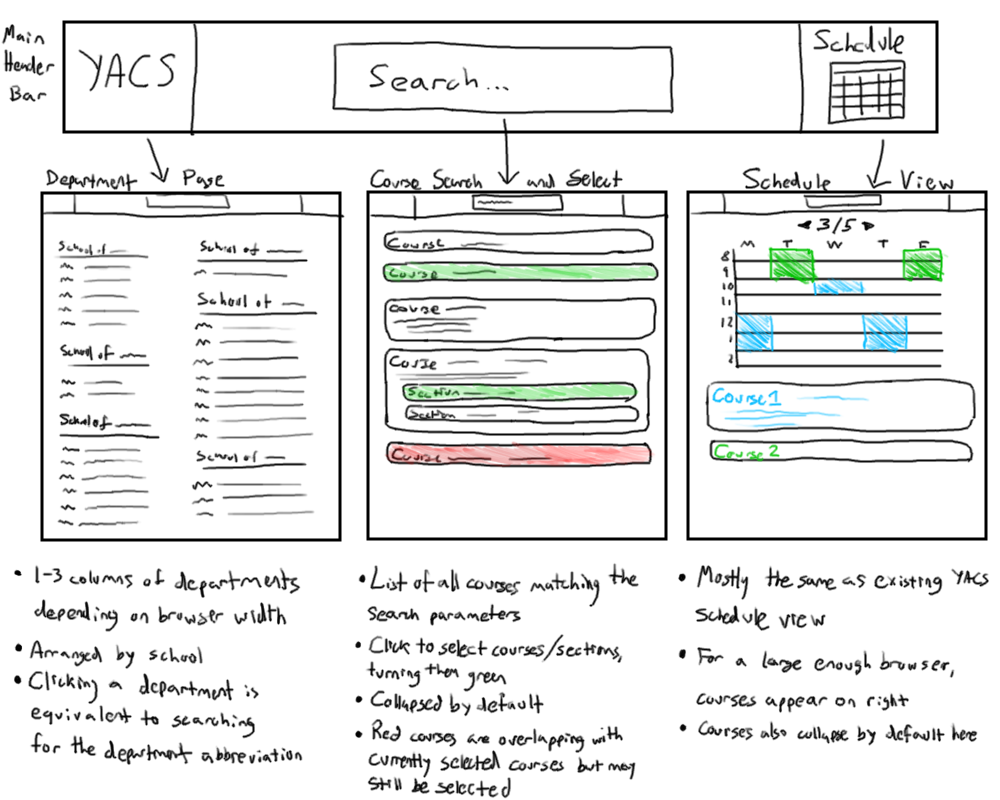 Main
Header
Bar
YACS
Search...
Schedule
Department Page
School of
School of
School of
School of
School of
School of
Course Search and Select
Course
Course
Course
Course
Section
Section
Course
Schedule View
3/5
M T W T F
8
9
10
11
12
1
2
Course 1
Course 2
• 1-3 columns of departments
depending on browser width
• Arranged by school
• Clicking a department is
equivalent to searching
for the department abbreviation
• List of all courses matching the
search parameters
• Click to select courses/sections,
turning them green
• Collapsed by default
• Red courses are overlapping with
currently selected courses but may
still be selected
• Mostly the same as existing YACS
Schedule view
• For a large enough browser,
courses appear on right
• Courses also collapse by default here